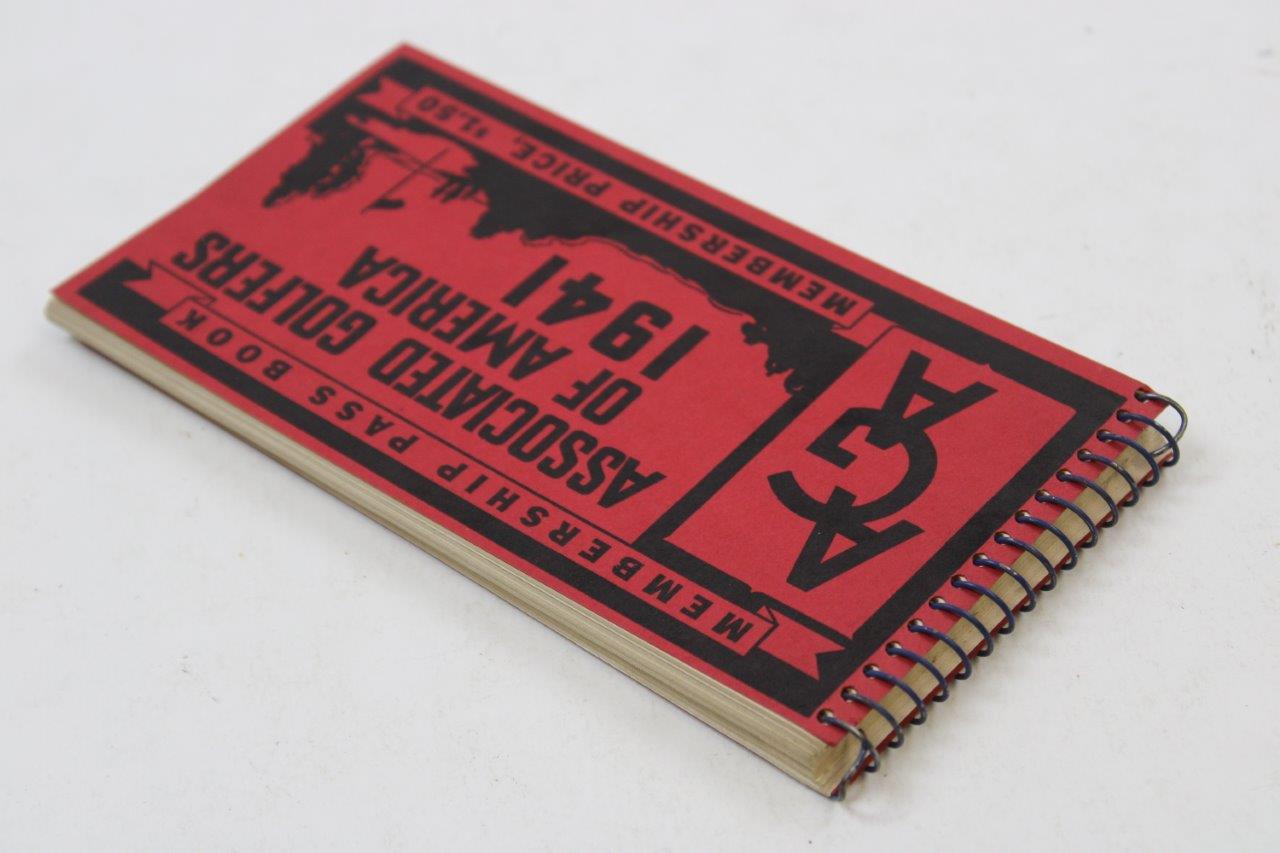 MEMBERSHIP PASS BOOK
AGA
ASSOCIATED GOLFERS
OF AMERICA
1941
MEMBERSHIP PRICE, $1.50